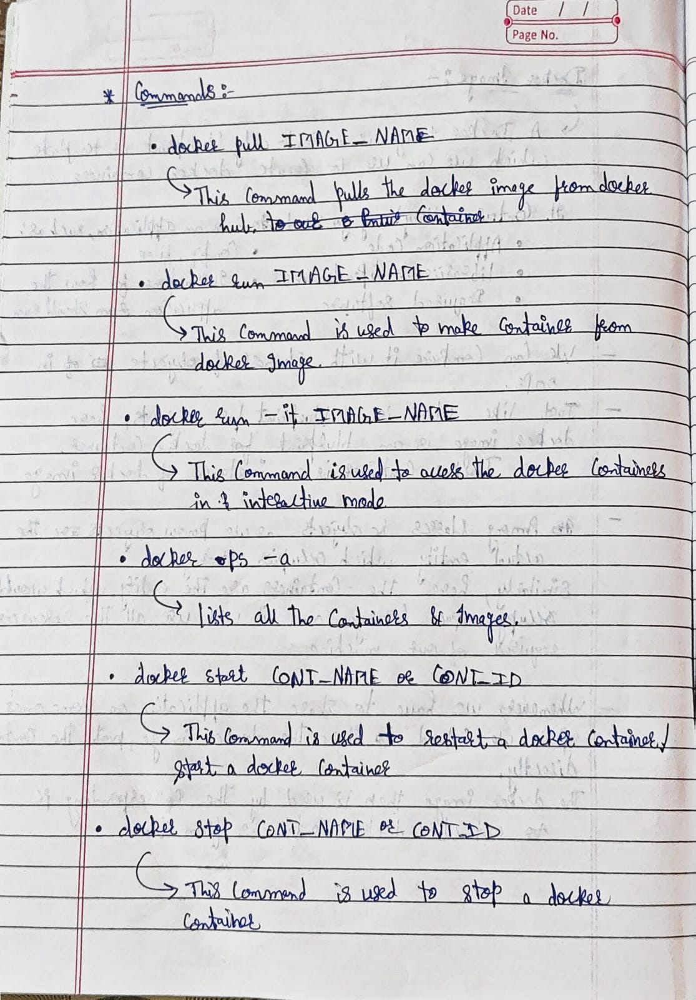 Date / /
Page No.
* Commands :-
• docker pull IMAGE_NAME
This Command pulls the docker image from docker
hub. to our Container.
• docker run IMAGE_NAME
This Command is used to make Container from
docker Image.
• docker run -it IMAGE_NAME
This Command is used to access the docker Containers
in interactive mode
• docker ps -a
lists all the Containers & Images.
• docker start CONT_NAME or CONT_ID
This Command is used to restart a docker Container/
start a docker Container
• docker stop CONT_NAME or CONT_ID
This Command is used to stop a docker
Container